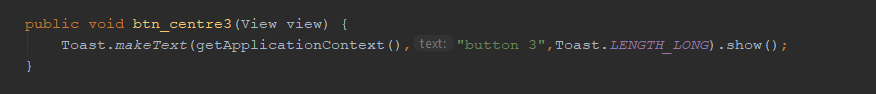 public void btn_centre3(View view) {
Toast.makeText(getApplicationContext(), text: "button 3",Toast.LENGTH_LONG).show();
}